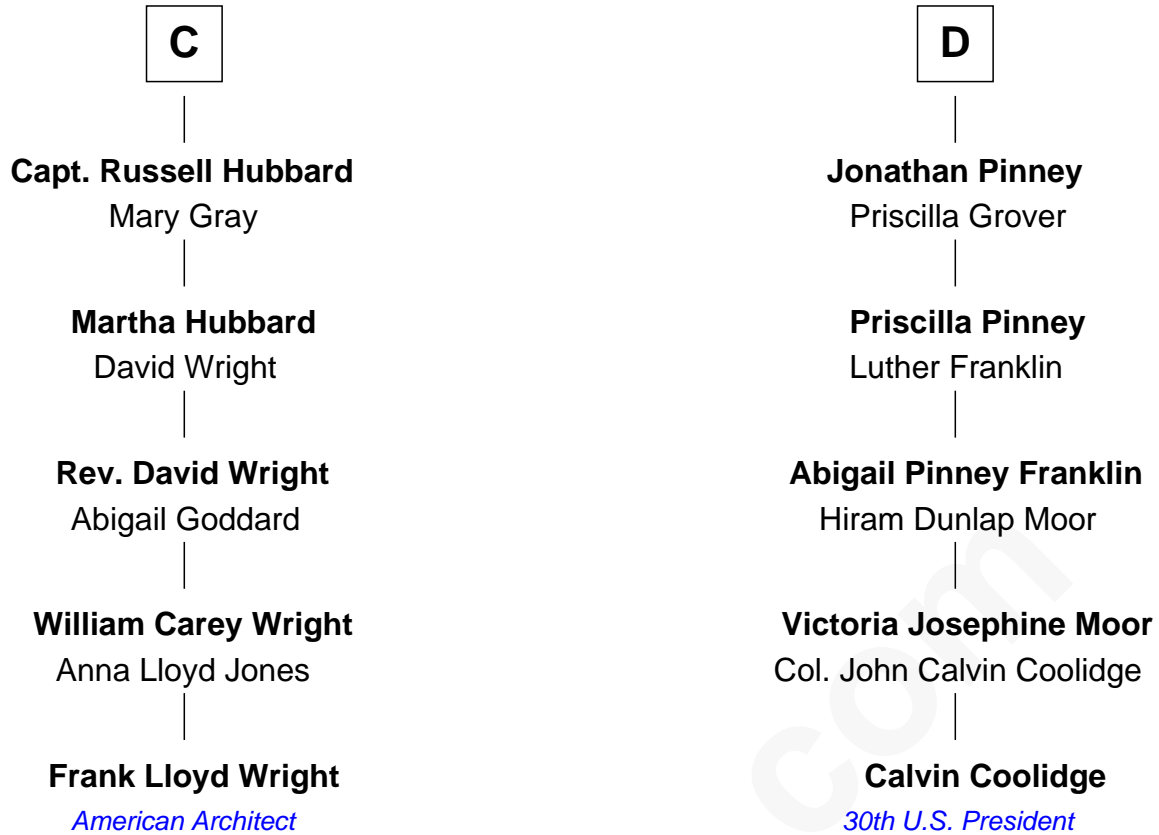 C
Capt. Russell Hubbard
Mary Gray
Martha Hubbard
David Wright
Rev. David Wright
Abigail Goddard
William Carey Wright
Anna Lloyd Jones
Frank Lloyd Wright
American Architect
D
Jonathan Pinney
Priscilla Grover
Priscilla Pinney
Luther Franklin
Abigail Pinney Franklin
Hiram Dunlap Moor
Victoria Josephine Moor
Col. John Calvin Coolidge
Calvin Coolidge
30th U.S. President
com